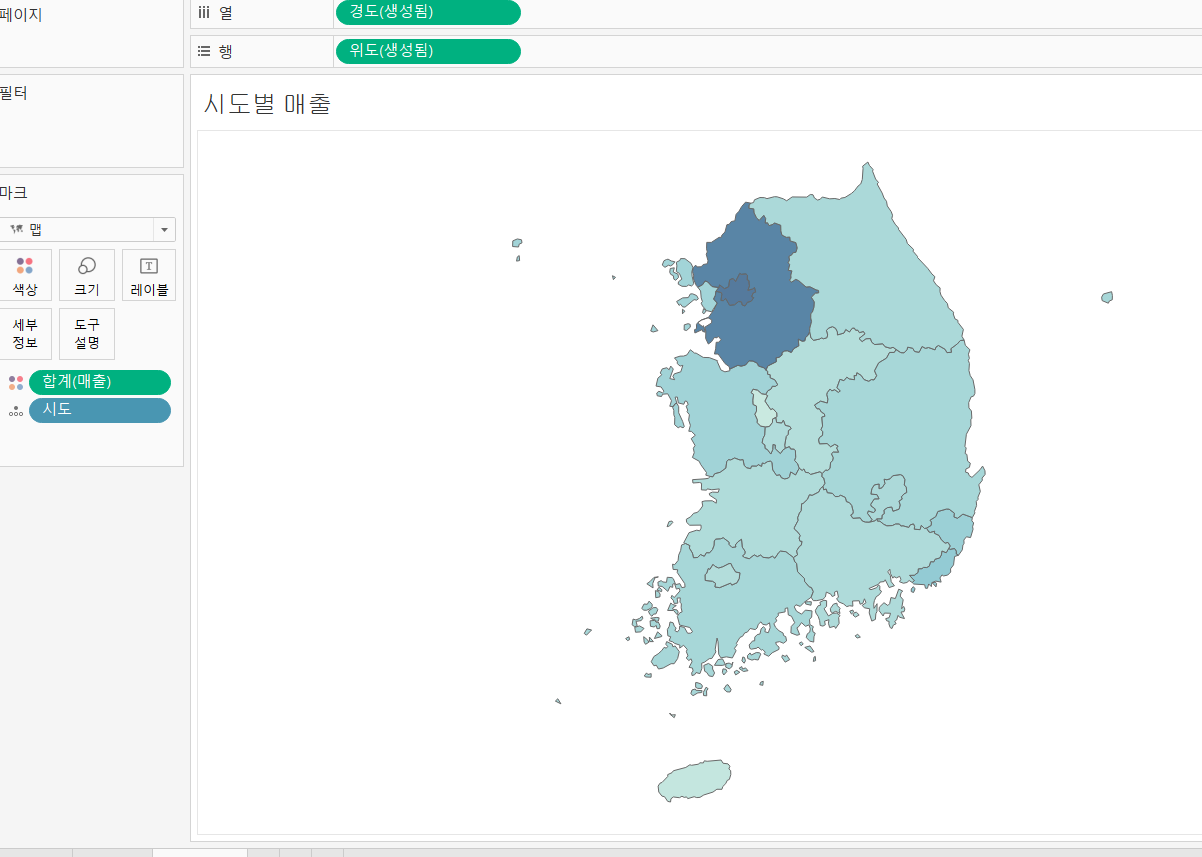 페이지
열
경도(생성됨)
행
위도(생성됨)
필터
시도별 매출
마크
맵
색상
크기
T
레이블
세부
정보
도구
설명
합계(매출)
시도